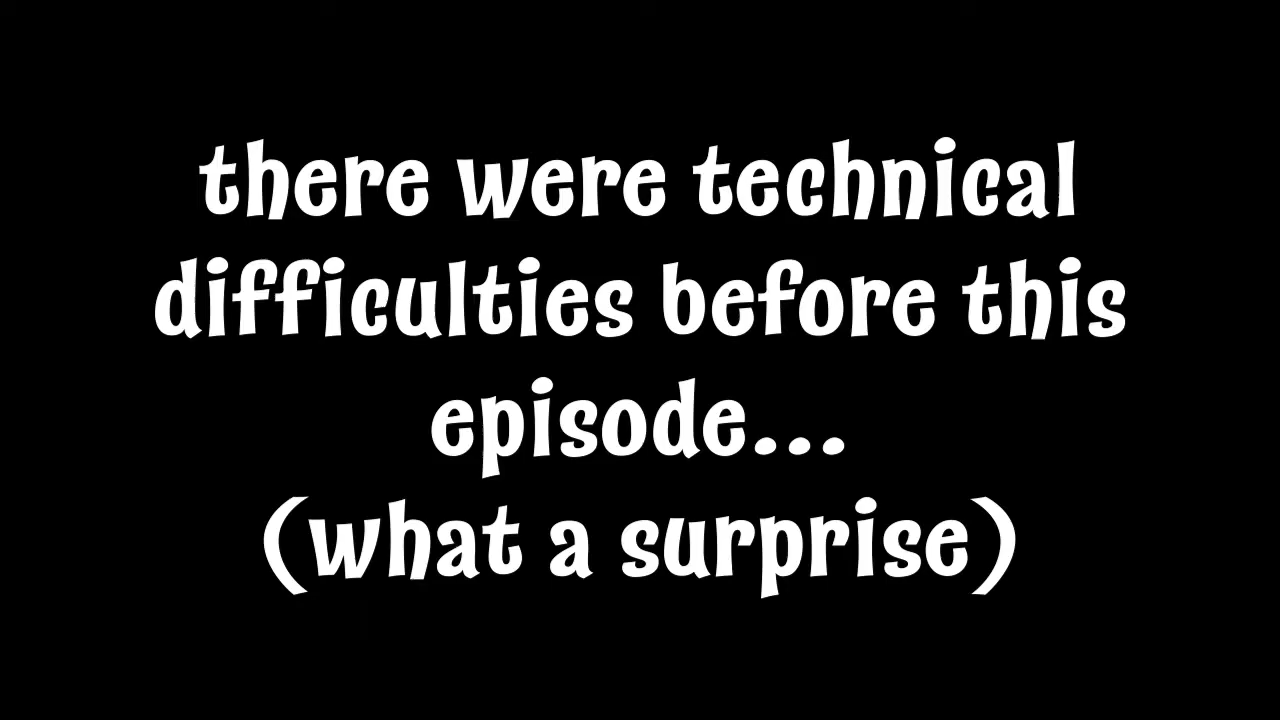 there were technical
difficulties before this
episode...
(what a surprise)